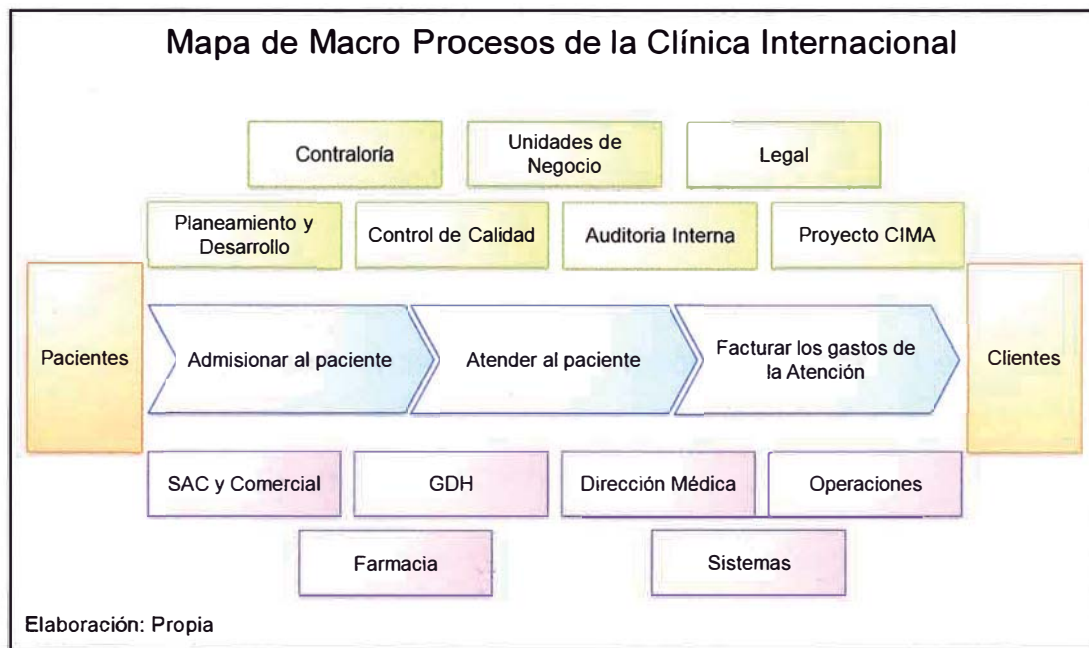 Mapa de Macro Procesos de la Clínica Internacional
Contraloría
Unidades de
Negocio
Legal
Planeamiento y
Desarrollo
Control de Calidad
Auditoria Interna
Proyecto CIMA
Pacientes
Admisionar al paciente
Atender al paciente
Facturar los gastos de
la Atención
Clientes
SAC y Comercial
GDH
Dirección Médica
Operaciones
Farmacia
Sistemas
Elaboración: Propia